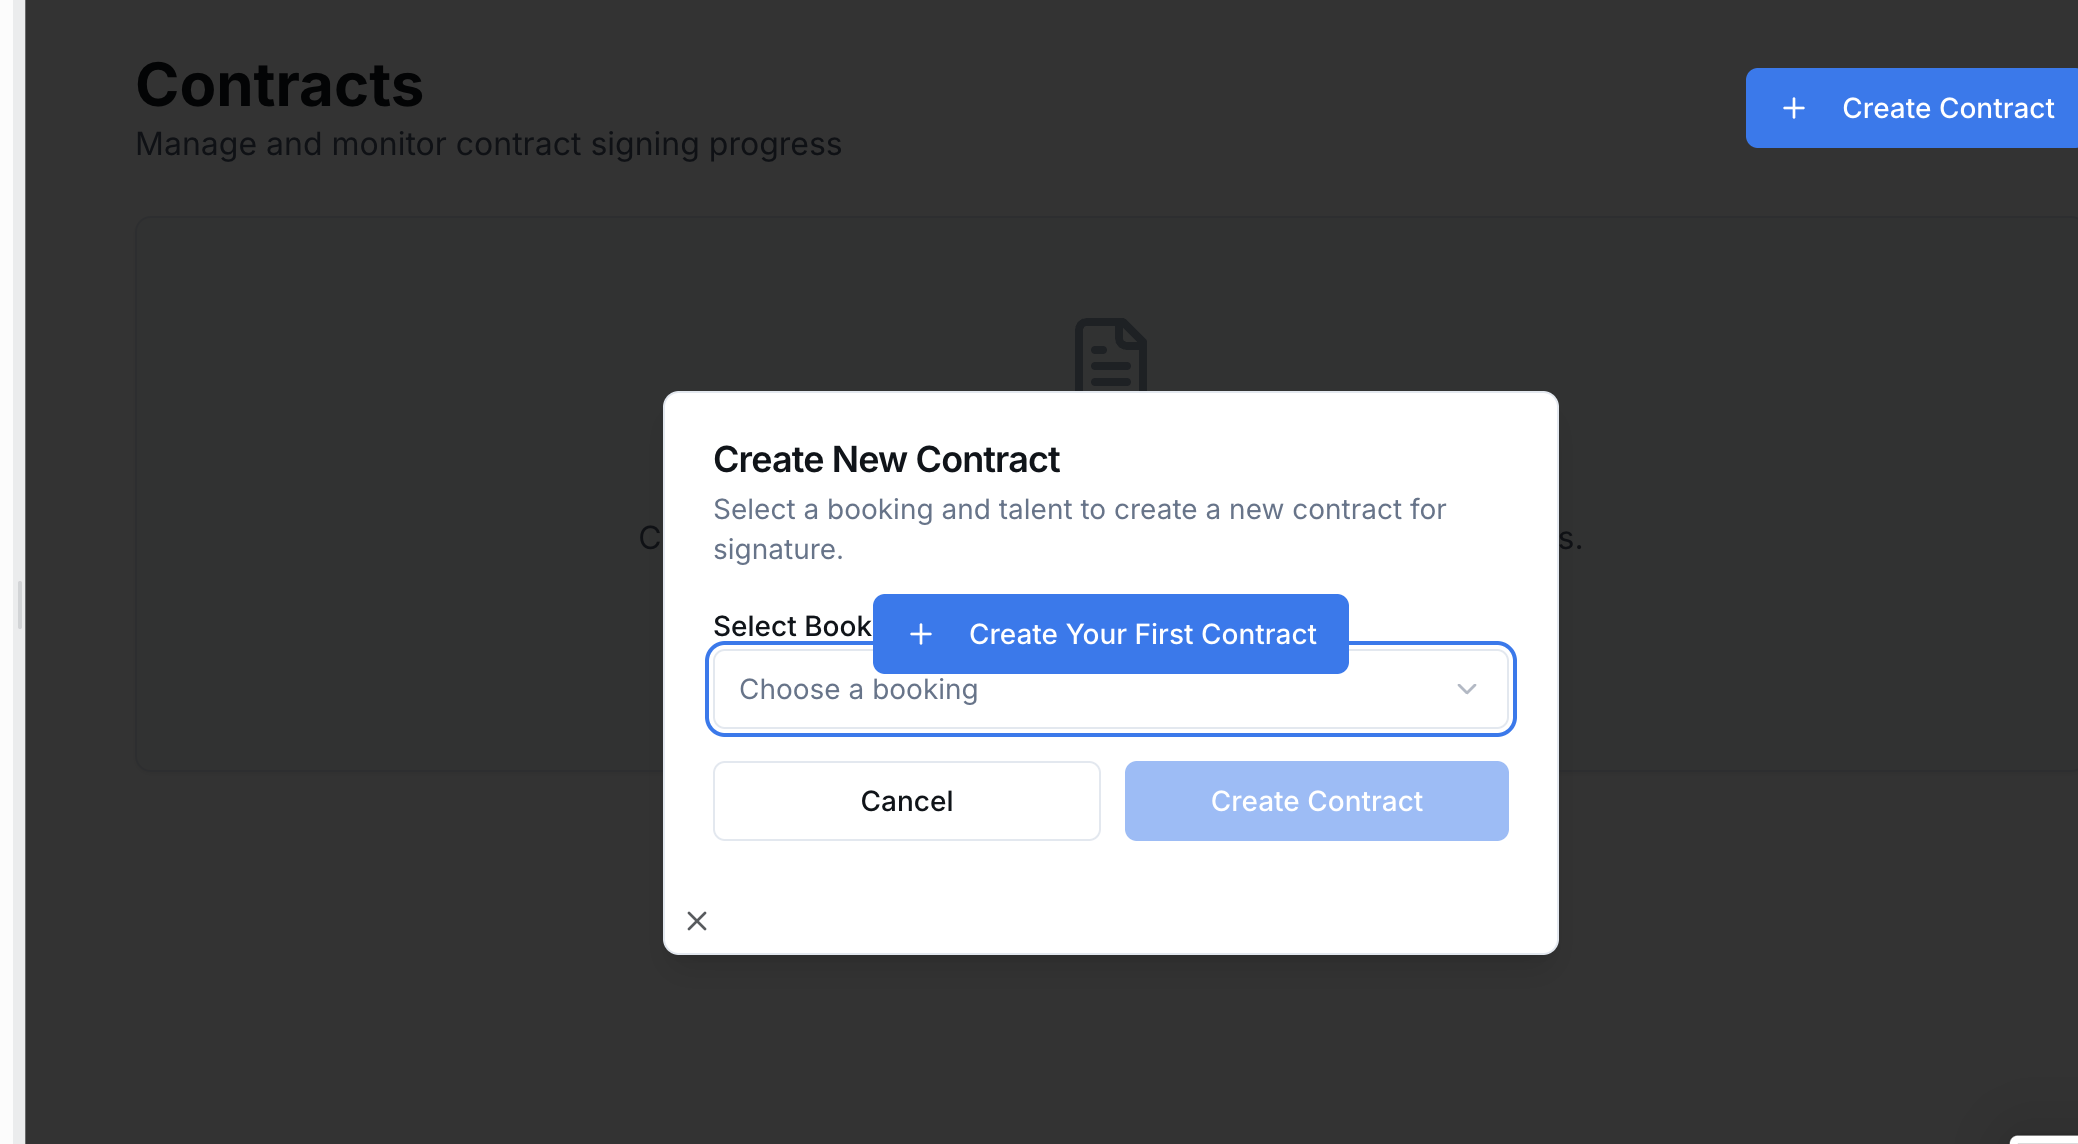 Contracts
Manage and monitor contract signing progress
Create Contract
C
s.
Create New Contract
Select a booking and talent to create a new contract for
signature.
Select Book
Create Your First Contract
Choose a booking
Cancel
Create Contract